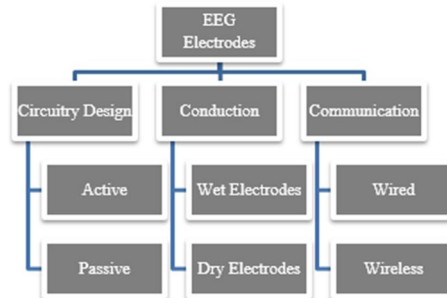 EEG
Electrodes
Circuitry Design
Conduction
Communication
Active
Wet Electrodes
Wired
Passive
Dry Electrodes
Wireless